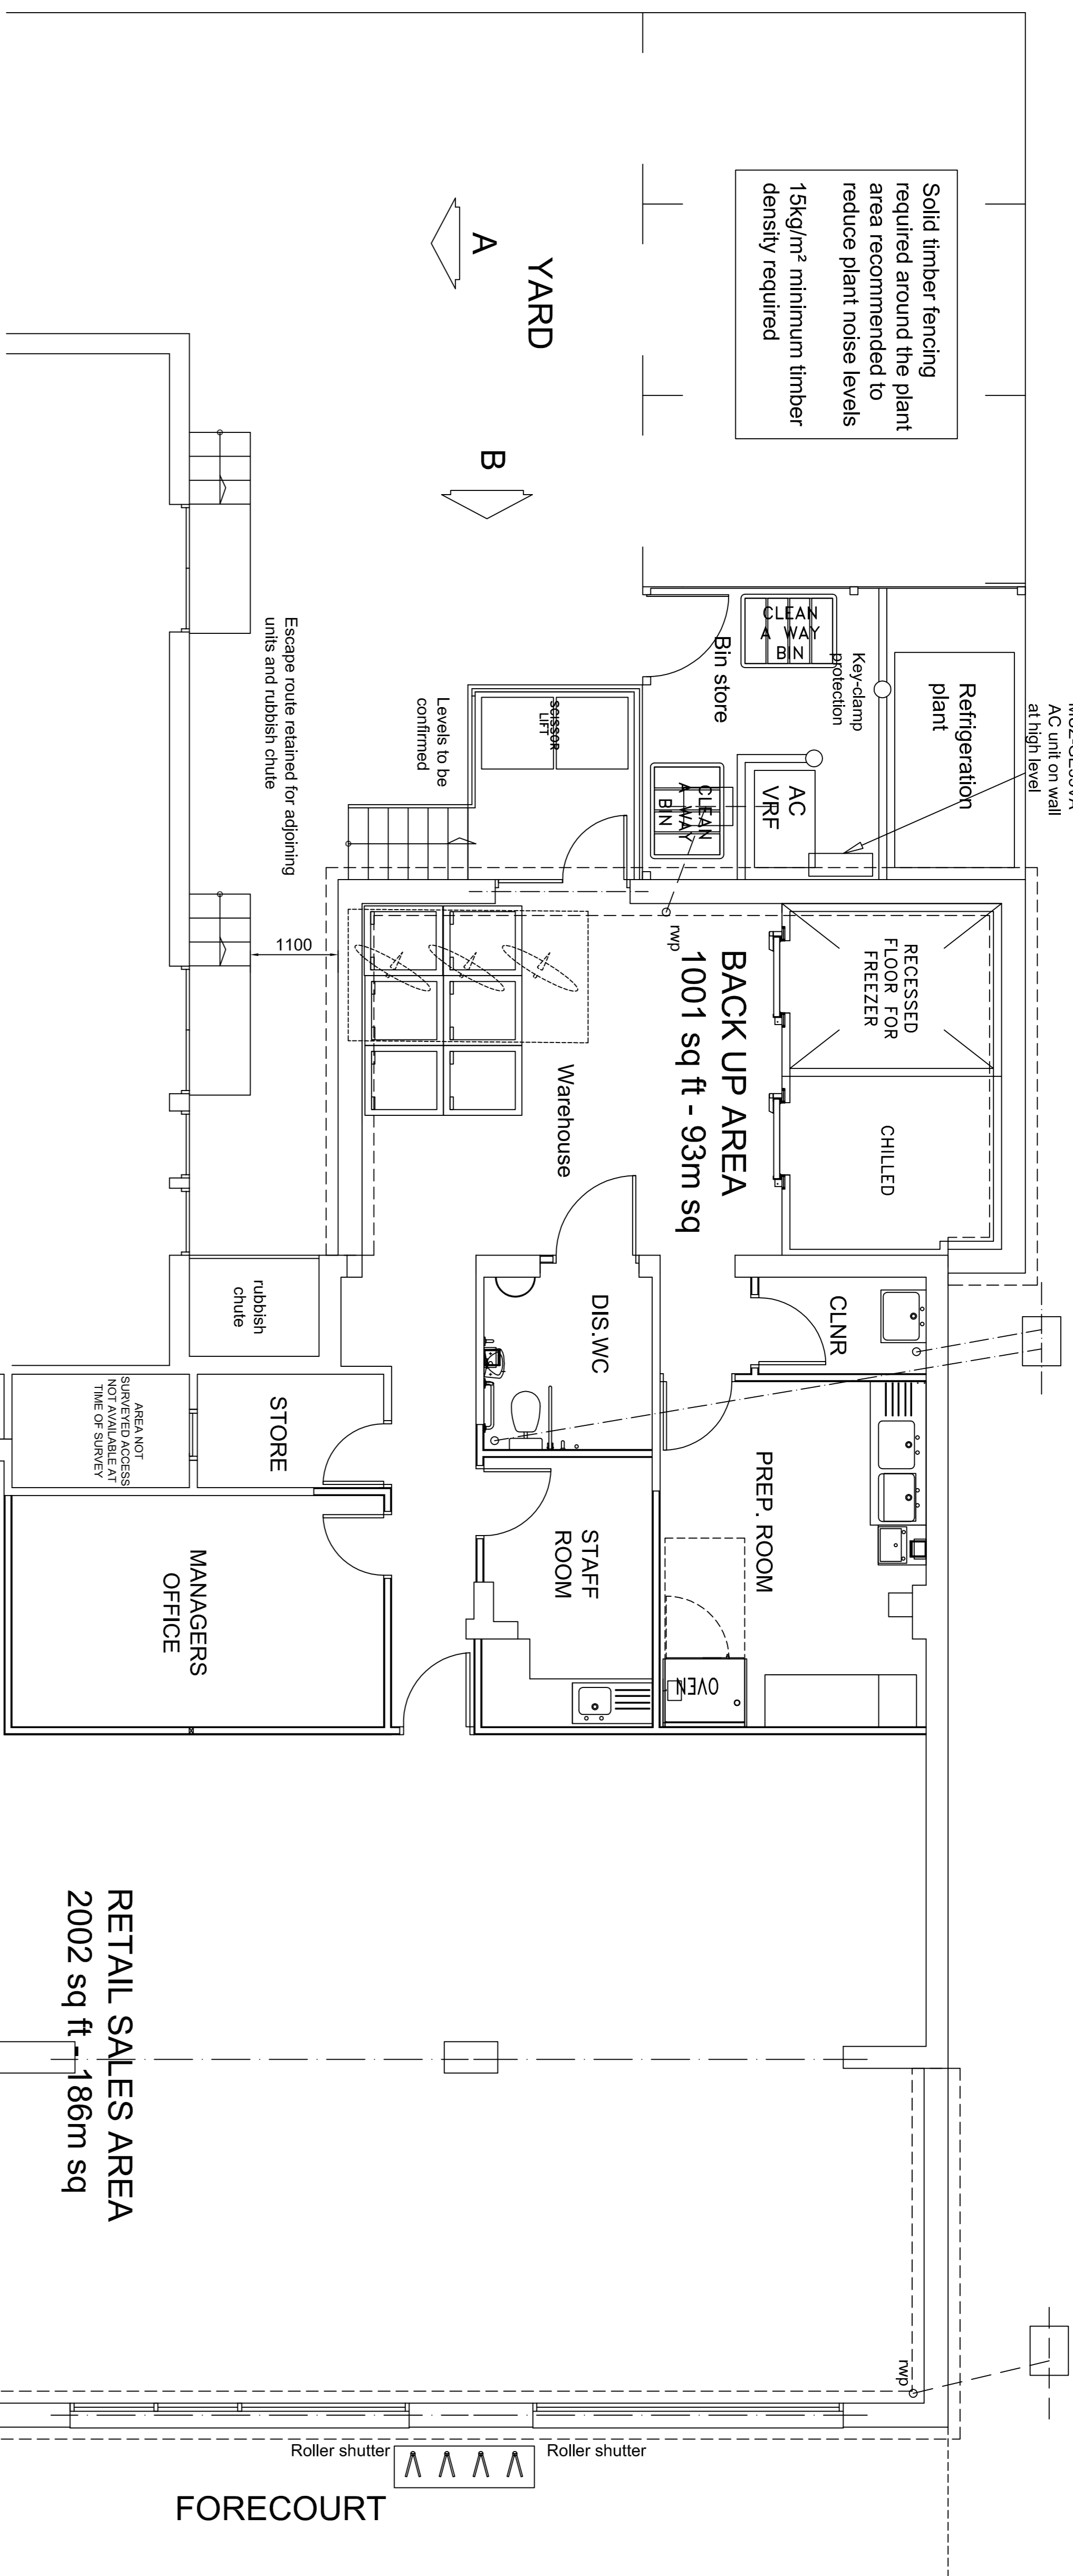 Solid timber fencing
required around the plant
area recommended to
reduce plant noise levels
15kg/m² minimum timber
density required
YARD
A
B
AC unit on wall
at high level
Refrigeration
plant
Key-clamp
protection
CLEAN
A WAY
BIN
Bin store
AC
VRF
CLEAN
A WAY
BIN
SCISSOR
LIFT
Levels to be
confirmed
Escape route retained for adjoining
units and rubbish chute
1100
rwp
RECESSED
FLOOR FOR
FREEZER
CHILLED
BACK UP AREA
1001 sq ft - 93m sq
Warehouse
rubbish
chute
CLNR
DIS.WC
STORE
AREA NOT
SURVEYED ACCESS
NOT AVAILABLE AT
TIME OF SURVEY
PREP. ROOM
STAFF
ROOM
MANAGERS
OFFICE
OVEN
RETAIL SALES AREA
2002 sq ft - 186m sq
rwp
Roller shutter
Roller shutter
FORECOURT